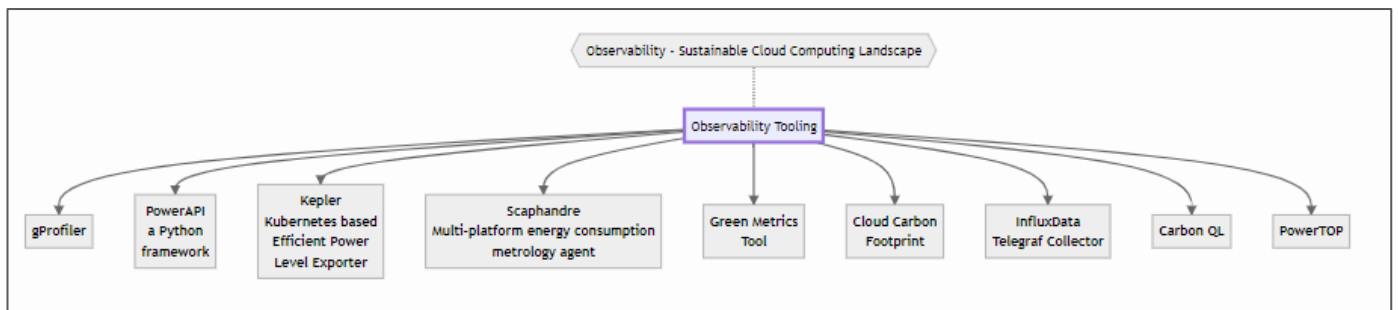 Observability - Sustainable Cloud Computing Landscape
Observability Tooling
gProfiler
PowerAPI
a Python
framework
Kepler
Kubernetes based
Efficient Power
Level Exporter
Scaphandre
Multi-platform energy consumption
metrology agent
Green Metrics
Tool
Cloud Carbon
Footprint
InfluxData
Telegraf Collector
Carbon QL
PowerTOP